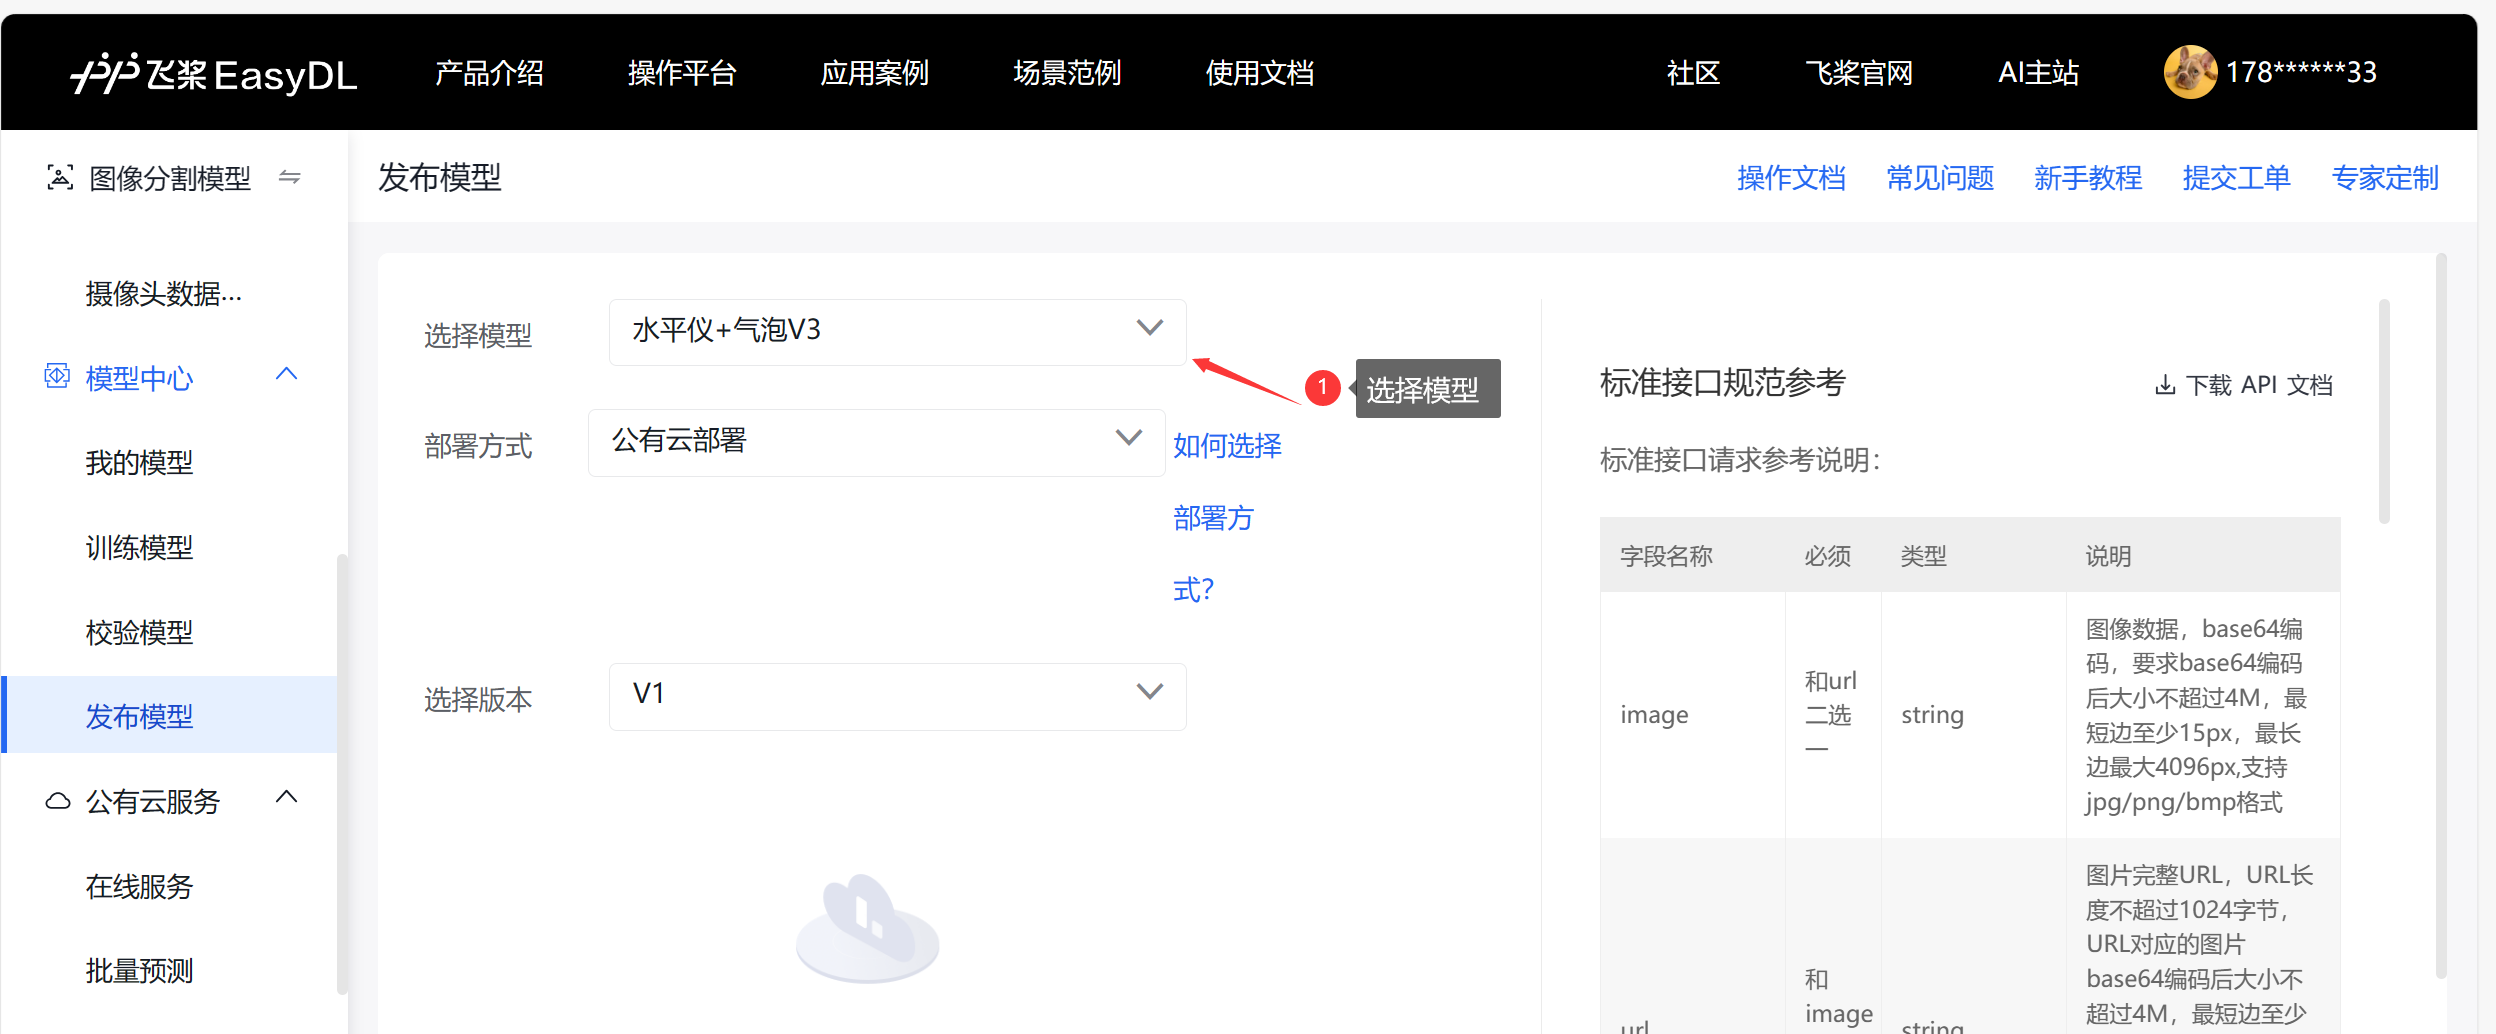 飞桨 EasyDL
产品介绍
操作平台
应用案例
场景范例
使用文档
社区
飞桨官网
AI主站
178******33
图像分割模型
摄像头数据...
模型中心
我的模型
训练模型
校验模型
发布模型
公有云服务
在线服务
批量预测
发布模型
操作文档
常见问题
新手教程
提交工单
专家定制
选择模型
水平仪+气泡V3
1
选择模型
部署方式
公有云部署
如何选择
部署方
式?
选择版本
V1
标准接口规范参考
下载 API 文档
标准接口请求参考说明：
字段名称 必须 类型 说明
image
和url
二选
一
string
图像数据，base64编
码，要求base64编码
后大小不超过4M，最
短边至少15px，最长
边最大4096px,支持
jpg/png/bmp格式
url
和
image
string
图片完整URL，URL长
度不超过1024字节，
URL对应的图片
base64编码后大小不
超过4M，最短边至少